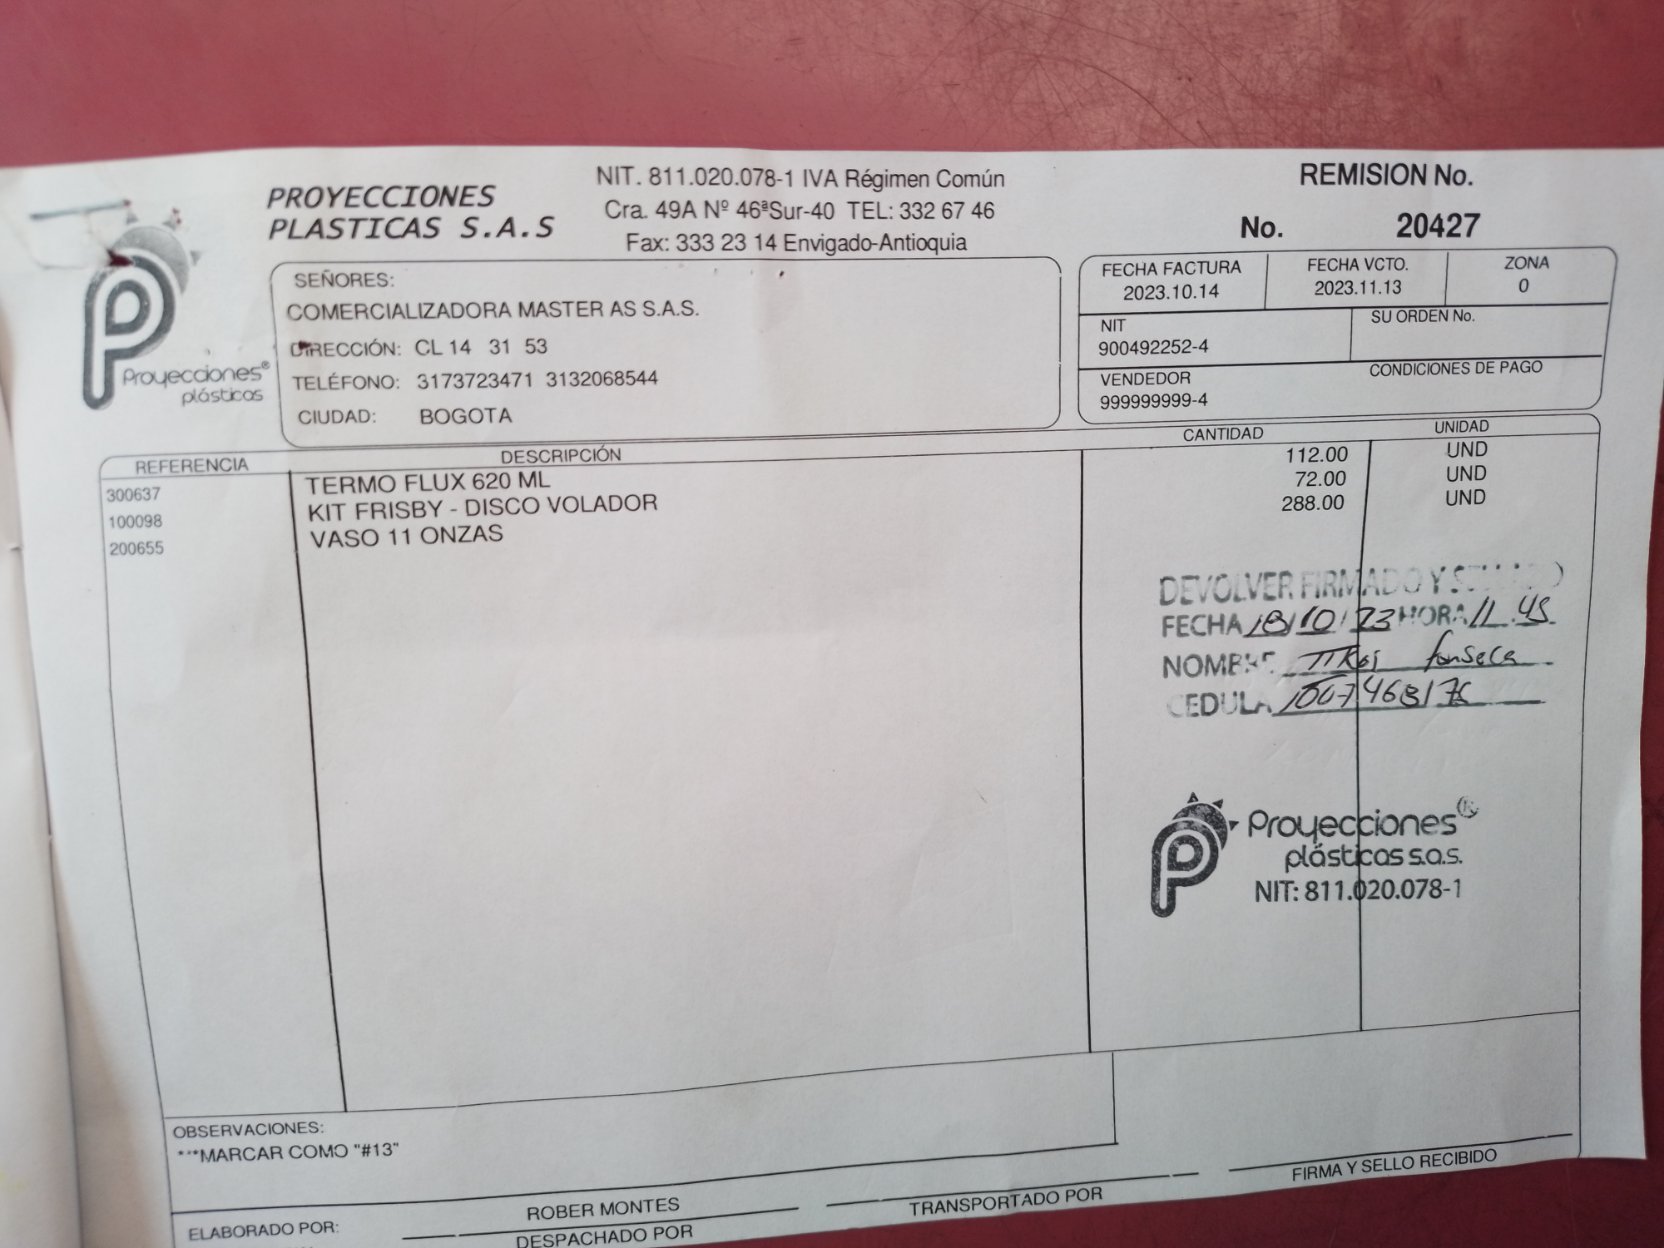 PROYECCIONES
PLASTICAS S.A.S
NIT. 811.020.078-1 IVA Régimen Común
Cra. 49A Nº 46ªSur-40 TEL: 332 67 46
Fax: 333 23 14 Envigado-Antioquia
REMISION No.
No. 20427
Proyecciones®
plásticas
SEÑORES:
COMERCIALIZADORA MASTER AS S.A.S.
DIRECCIÓN: CL 14 31 53
TELÉFONO: 3173723471 3132068544
CIUDAD: BOGOTA
FECHA FACTURA FECHA VCTO. ZONA
2023.10.14 2023.11.13 0
NIT SU ORDEN No.
900492252-4
VENDEDOR CONDICIONES DE PAGO
999999999-4
REFERENCIA DESCRIPCIÓN CANTIDAD UNIDAD
300637 TERMO FLUX 620 ML 112.00 UND
100098 KIT FRISBY - DISCO VOLADOR 72.00 UND
200655 VASO 11 ONZAS 288.00 UND
DEVOLVER FIRMADO Y
FECHA 18/10/23 HORA 11.45
NOMBRE Fonseca
CEDULA
Proyecciones®
plásticas s.a.s.
NIT: 811.020.078-1
OBSERVACIONES:
***MARCAR COMO "#13"
FIRMA Y SELLO RECIBIDO
ELABORADO POR:
ROBER MONTES
DESPACHADO POR
TRANSPORTADO POR